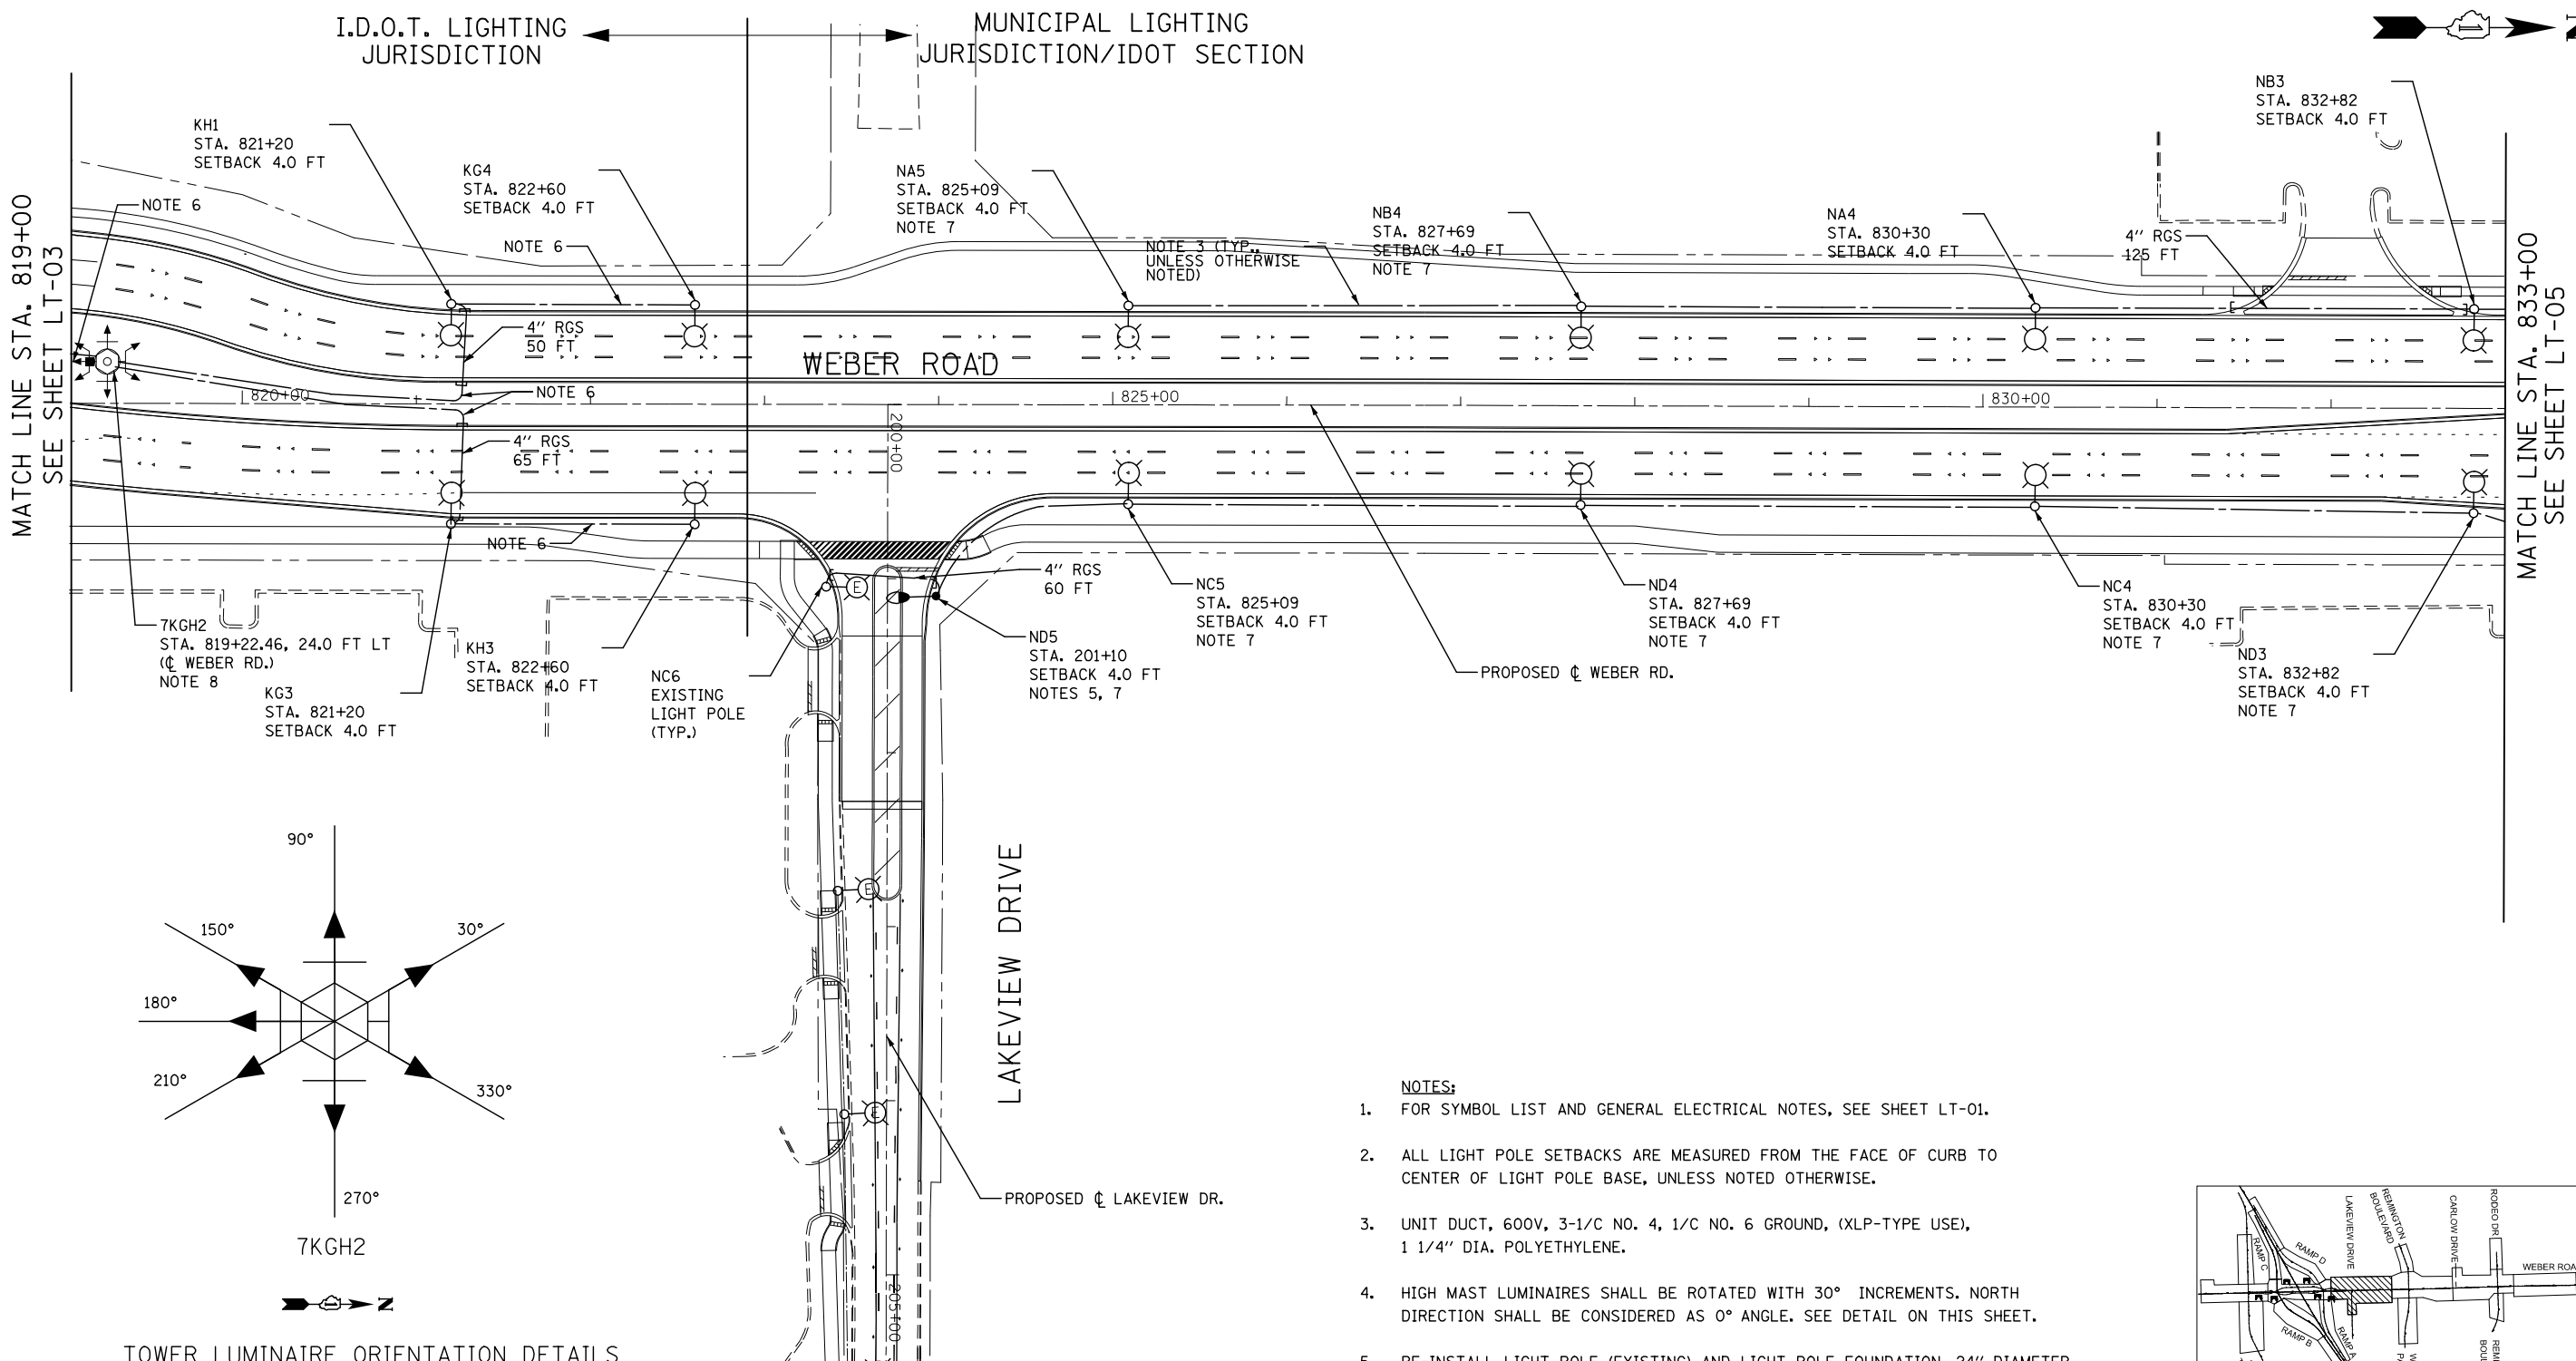 I.D.O.T. LIGHTING
JURISDICTION
MUNICIPAL LIGHTING
JURISDICTION/IDOT SECTION
N
MATCH LINE STA. 819+00
SEE SHEET LT-03
NOTE 6
KH1
STA. 821+20
SETBACK 4.0 FT
KG4
STA. 822+60
SETBACK 4.0 FT
NOTE 6
NA5
STA. 825+09
SETBACK 4.0 FT
NOTE 7
NOTE 3 (TYP.,
UNLESS OTHERWISE
NOTED)
NB4
STA. 827+69
SETBACK 4.0 FT
NOTE 7
NA4
STA. 830+30
SETBACK 4.0 FT
4'' RGS
125 FT
NB3
STA. 832+82
SETBACK 4.0 FT
MATCH LINE STA. 833+00
SEE SHEET LT-05
4'' RGS
50 FT
WEBER ROAD
NOTE 6
820+00
825+00
830+00
200+00
4'' RGS
65 FT
NOTE 6
7KGH2
STA. 819+22.46, 24.0 FT LT
(℄ WEBER RD.)
NOTE 8
KG3
STA. 821+20
SETBACK 4.0 FT
KH3
STA. 822+60
SETBACK 4.0 FT
NC6
EXISTING
LIGHT POLE
(TYP.)
E
4'' RGS
60 FT
ND5
STA. 201+10
SETBACK 4.0 FT
NOTES 5, 7
NC5
STA. 825+09
SETBACK 4.0 FT
NOTE 7
PROPOSED ℄ WEBER RD.
ND4
STA. 827+69
SETBACK 4.0 FT
NOTE 7
NC4
STA. 830+30
SETBACK 4.0 FT
NOTE 7
ND3
STA. 832+82
SETBACK 4.0 FT
NOTE 7
E
E
LAKEVIEW DRIVE
PROPOSED ℄ LAKEVIEW DR.
205+00
90°
150°
30°
180°
210°
330°
270°
7KGH2
N
TOWER LUMINAIRE ORIENTATION DETAILS
NOTES:
1. FOR SYMBOL LIST AND GENERAL ELECTRICAL NOTES, SEE SHEET LT-01.
2. ALL LIGHT POLE SETBACKS ARE MEASURED FROM THE FACE OF CURB TO
CENTER OF LIGHT POLE BASE, UNLESS NOTED OTHERWISE.
3. UNIT DUCT, 600V, 3-1/C NO. 4, 1/C NO. 6 GROUND, (XLP-TYPE USE),
1 1/4'' DIA. POLYETHYLENE.
4. HIGH MAST LUMINAIRES SHALL BE ROTATED WITH 30° INCREMENTS. NORTH
DIRECTION SHALL BE CONSIDERED AS 0° ANGLE. SEE DETAIL ON THIS SHEET.
5. RE-INSTALL LIGHT POLE (EXISTING) AND LIGHT POLE FOUNDATION, 24'' DIAMETER
RAMP C
RAMP D
LAKEVIEW DRIVE
REMINGTON
BOULEVARD
CARLOW DRIVE
RODEO DR
WEBER ROA
RAMP B
RAMP A